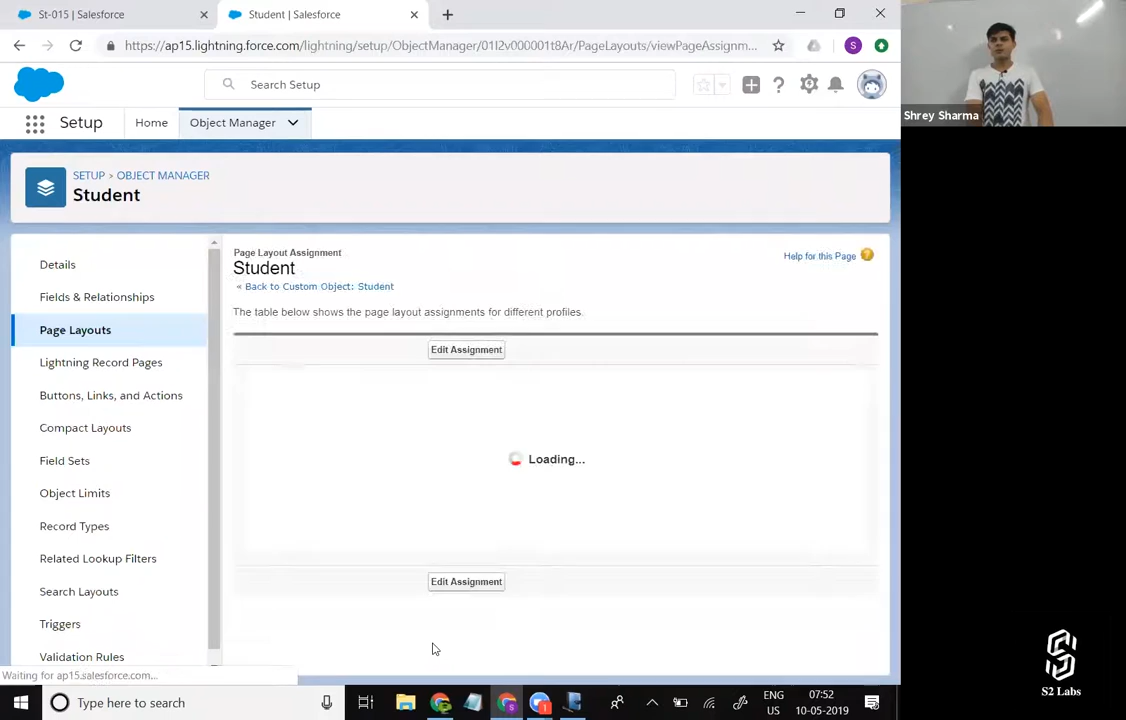 St-015 | Salesforce
Student | Salesforce
https://ap15.lightning.force.com/lightning/setup/ObjectManager/01I2v000001t8Ar/PageLayouts/viewPageAssignm...
S
Search Setup
Setup
Home
Object Manager
SETUP > OBJECT MANAGER
Student
Details
Fields & Relationships
Page Layouts
Lightning Record Pages
Buttons, Links, and Actions
Compact Layouts
Field Sets
Object Limits
Record Types
Related Lookup Filters
Search Layouts
Triggers
Validation Rules
Page Layout Assignment
Student
« Back to Custom Object: Student
Help for this Page
The table below shows the page layout assignments for different profiles.
Edit Assignment
Loading...
Edit Assignment
Waiting for ap15.salesforce.com...
Type here to search
ENG
US
07:52
10-05-2019
Shrey Sharma
S2 Labs